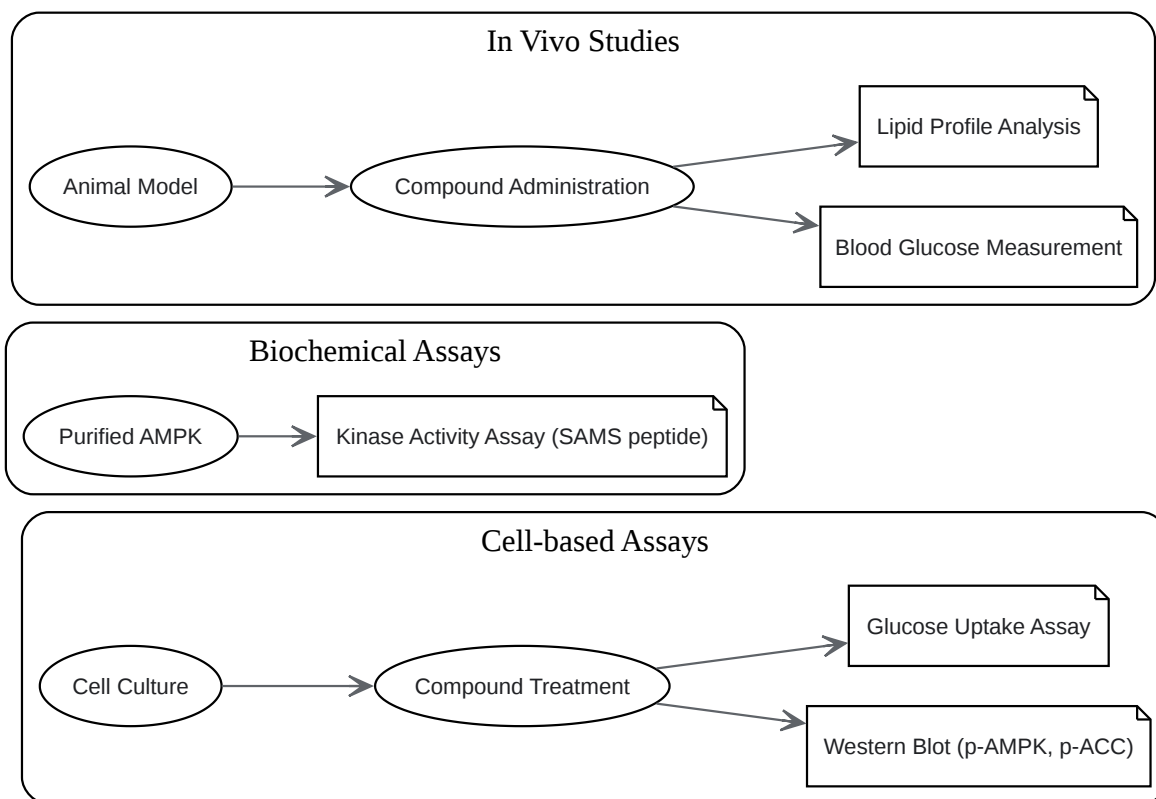 In Vivo Studies
Lipid Profile Analysis
Animal Model
Compound Administration
Blood Glucose Measurement
Biochemical Assays
Purified AMPK
Kinase Activity Assay (SAMS peptide)
Cell-based Assays
Glucose Uptake Assay
Cell Culture
Compound Treatment
Western Blot (p-AMPK, p-ACC)